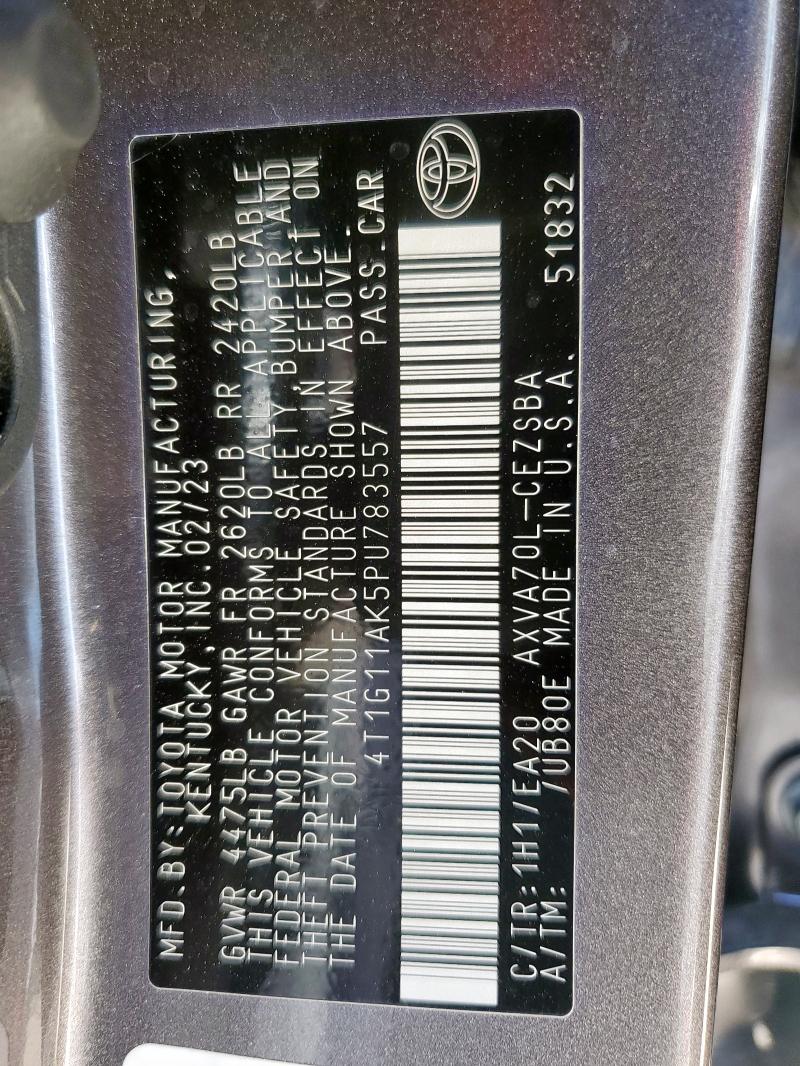 MFD.BY:TOYOTA MOTOR MANUFACTURING,
KENTUCKY,INC.02/23
GVWR 4475LB GAWR FR 2620LB RR 2420LB
THIS VEHICLE CONFORMS TO ALL APPLICABLE
FEDERAL MOTOR VEHICLE SAFETY,BUMPER,AND
THEFT PREVENTION STANDARDS IN EFFECT ON
THE DATE OF MANUFACTURE SHOWN ABOVE.
4T1G11AK5PU783557 PASS.CAR
C/TR:1H1/EA20 AXVA70L-CEZSBA
A/TM: /UB80E MADE IN U.S.A. 51832